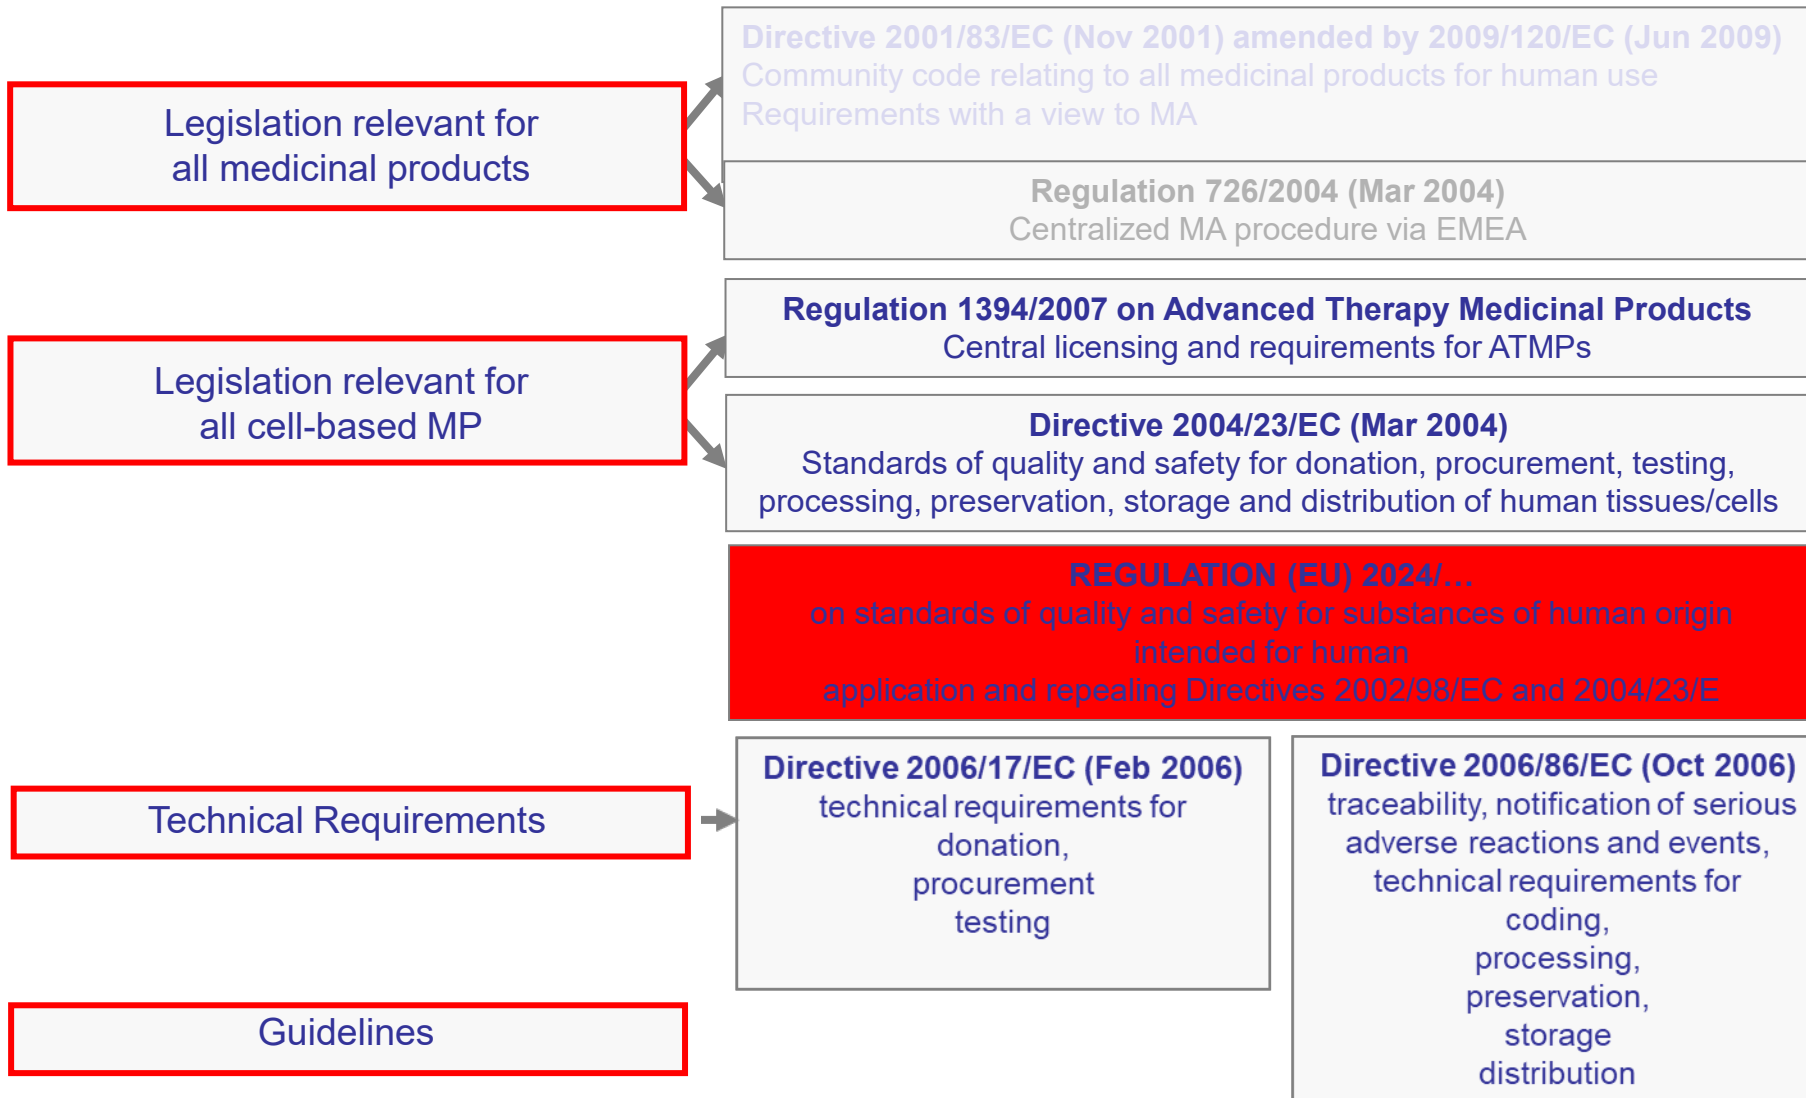 Directive 2001/83/EC (Nov 2001) amended by 2009/120/EC (Jun 2009)
Community code relating to all medicinal products for human use
Requirements with a view to MA
Legislation relevant for
all medicinal products
Regulation 726/2004 (Mar 2004)
Centralized MA procedure via EMEA
Regulation 1394/2007 on Advanced Therapy Medicinal Products
Central licensing and requirements for ATMPs
Legislation relevant for
all cell-based MP
Directive 2004/23/EC (Mar 2004)
Standards of quality and safety for donation, procurement, testing,
processing, preservation, storage and distribution of human tissues/cells
REGULATION (EU) 2024/…
on standards of quality and safety for substances of human origin
intended for human
application and repealing Directives 2002/98/EC and 2004/23/E
Technical Requirements
Directive 2006/17/EC (Feb 2006)
technical requirements for
donation,
procurement
testing
Directive 2006/86/EC (Oct 2006)
traceability, notification of serious
adverse reactions and events,
technical requirements for
coding,
processing,
preservation,
storage
distribution
Guidelines